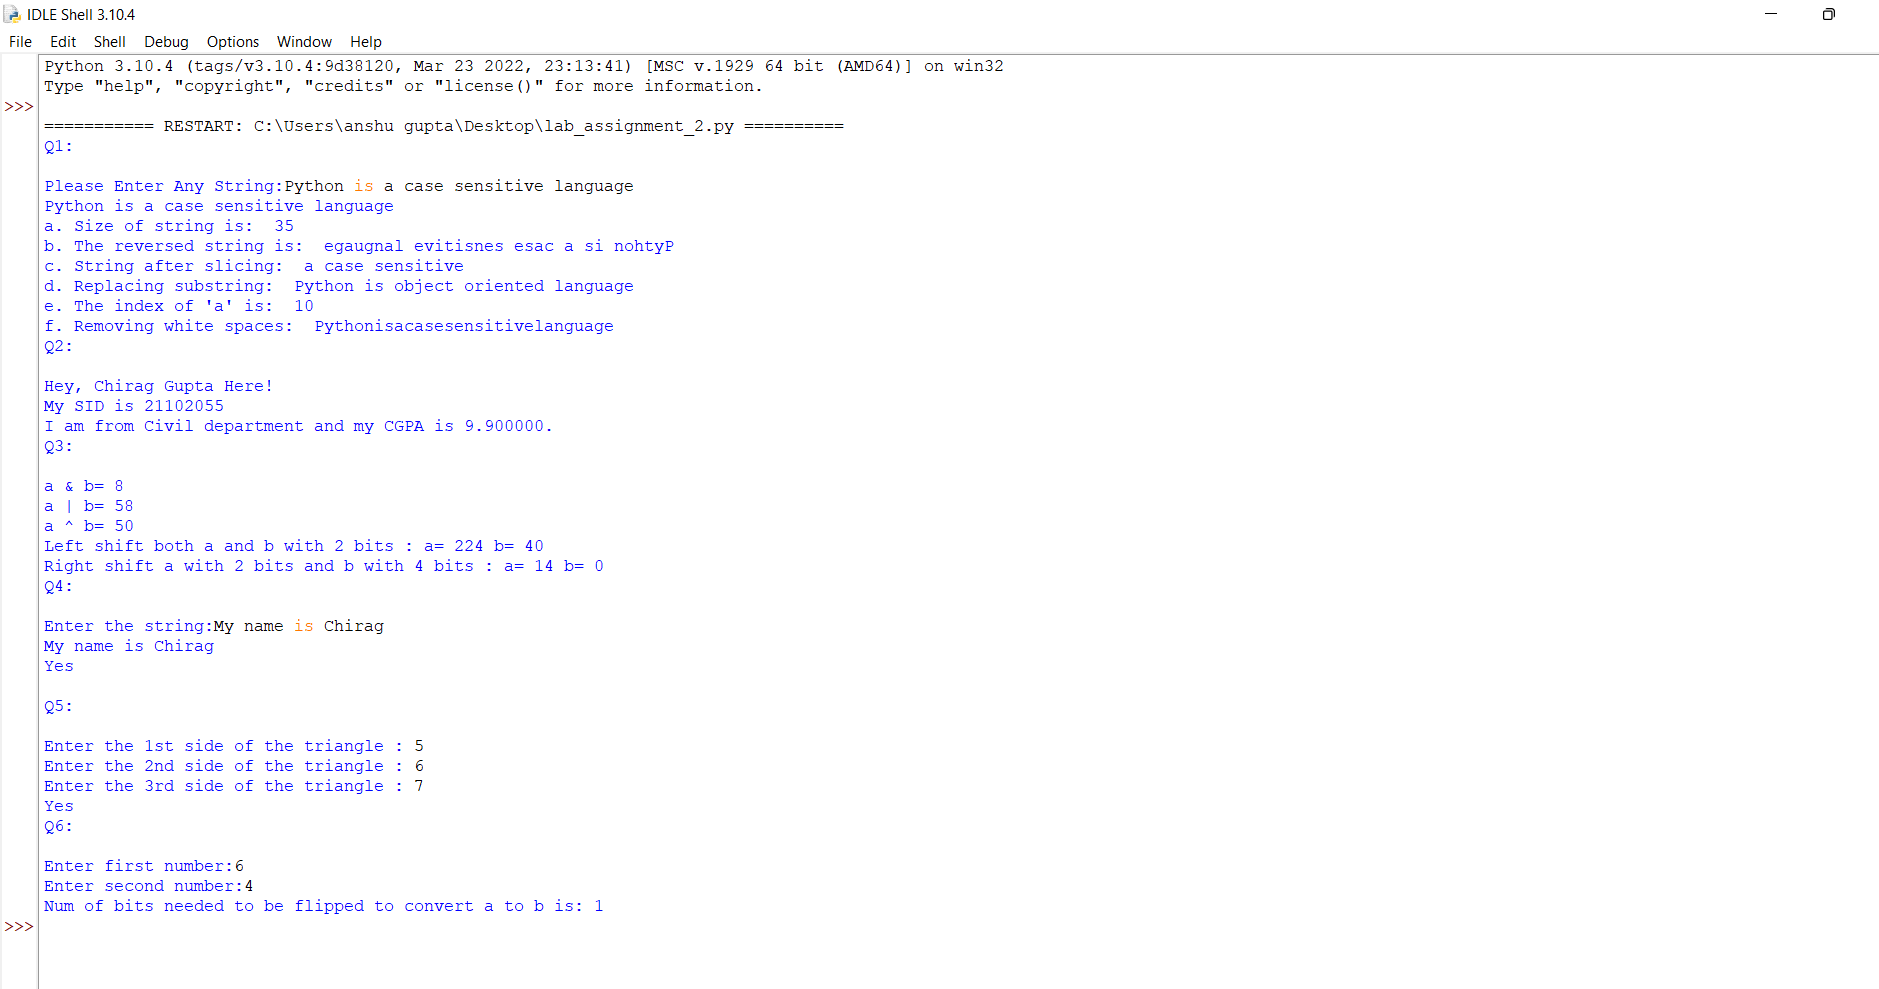 IDLE Shell 3.10.4
File Edit Shell Debug Options Window Help
Python 3.10.4 (tags/v3.10.4:9d38120, Mar 23 2022, 23:13:41) [MSC v.1929 64 bit (AMD64)] on win32
Type "help", "copyright", "credits" or "license()" for more information.
>>>
=========== RESTART: C:\Users\anshu gupta\Desktop\lab_assignment_2.py ==========
Q1:
Please Enter Any String:Python is a case sensitive language
Python is a case sensitive language
a. Size of string is:  35
b. The reversed string is:  egaugnal evitisnes esac a si nohtyP
c. String after slicing:  a case sensitive
d. Replacing substring:  Python is object oriented language
e. The index of 'a' is:  10
f. Removing white spaces:  Pythonisacasesensitivelanguage
Q2:
Hey, Chirag Gupta Here!
My SID is 21102055
I am from Civil department and my CGPA is 9.900000.
Q3:
a & b= 8
a | b= 58
a ^ b= 50
Left shift both a and b with 2 bits : a= 224 b= 40
Right shift a with 2 bits and b with 4 bits : a= 14 b= 0
Q4:
Enter the string:My name is Chirag
My name is Chirag
Yes
Q5:
Enter the 1st side of the triangle : 5
Enter the 2nd side of the triangle : 6
Enter the 3rd side of the triangle : 7
Yes
Q6:
Enter first number:6
Enter second number:4
Num of bits needed to be flipped to convert a to b is: 1
>>>